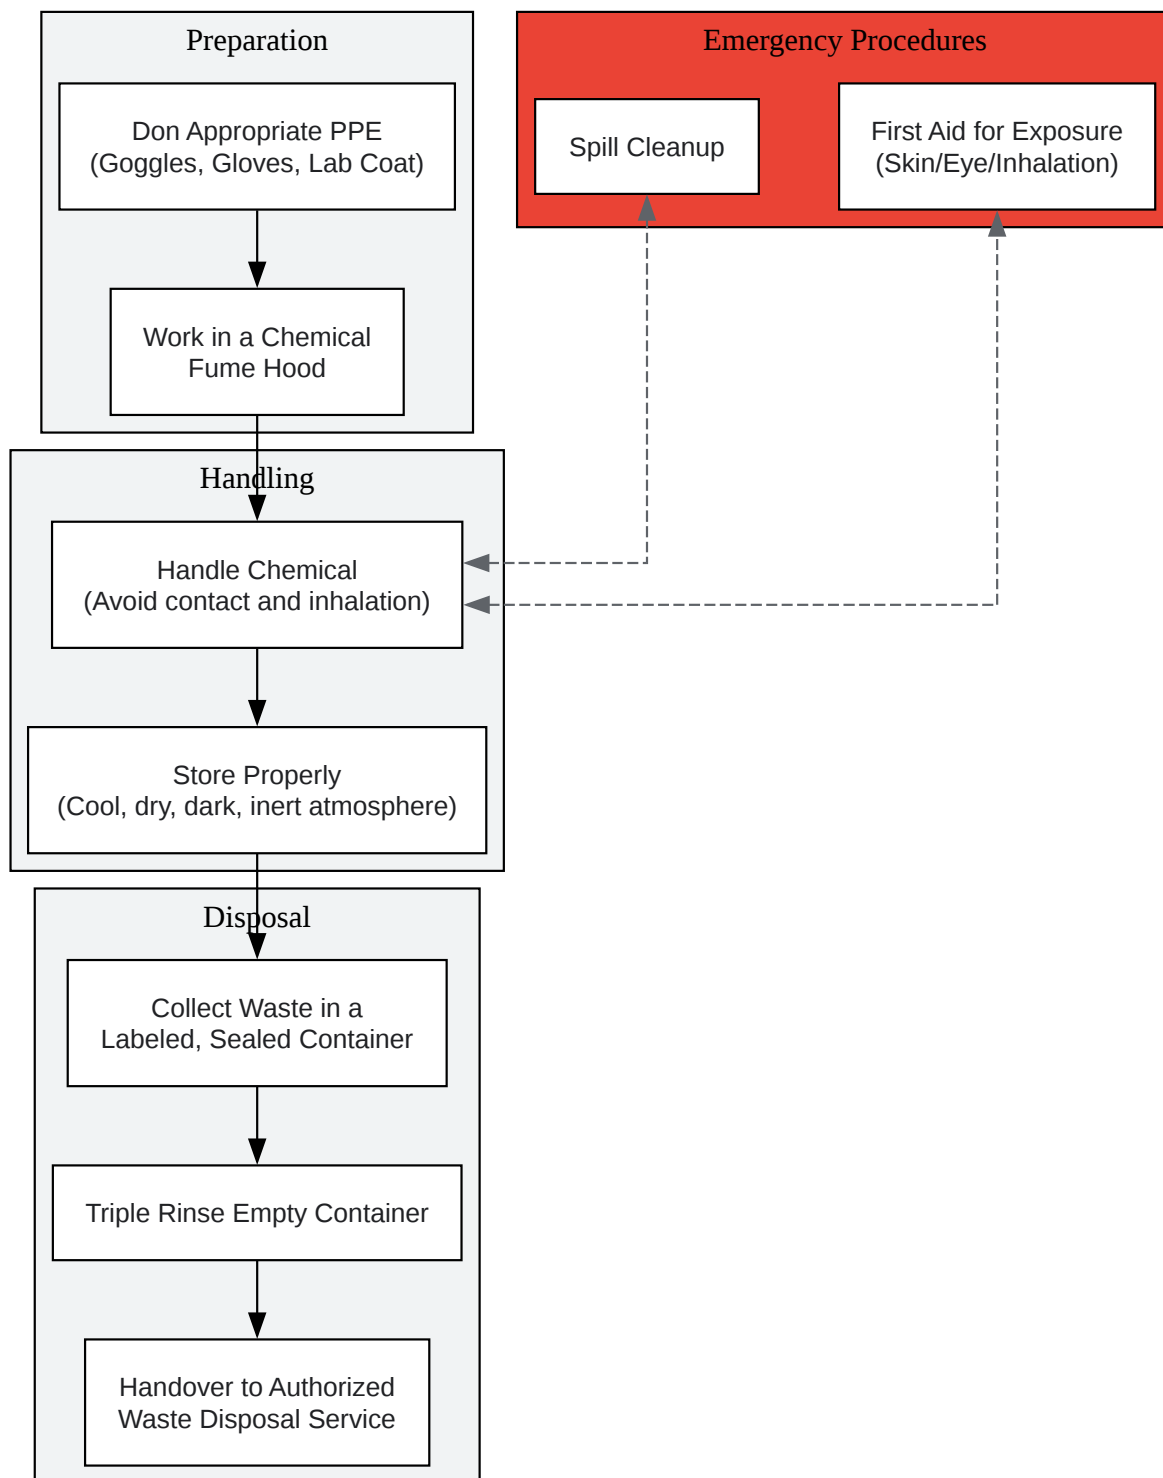 Preparation
Don Appropriate PPE
(Goggles, Gloves, Lab Coat)
Work in a Chemical
Fume Hood
Emergency Procedures
Spill Cleanup
First Aid for Exposure
(Skin/Eye/Inhalation)
Handling
Handle Chemical
(Avoid contact and inhalation)
Store Properly
(Cool, dry, dark, inert atmosphere)
Disposal
Collect Waste in a
Labeled, Sealed Container
Triple Rinse Empty Container
Handover to Authorized
Waste Disposal Service